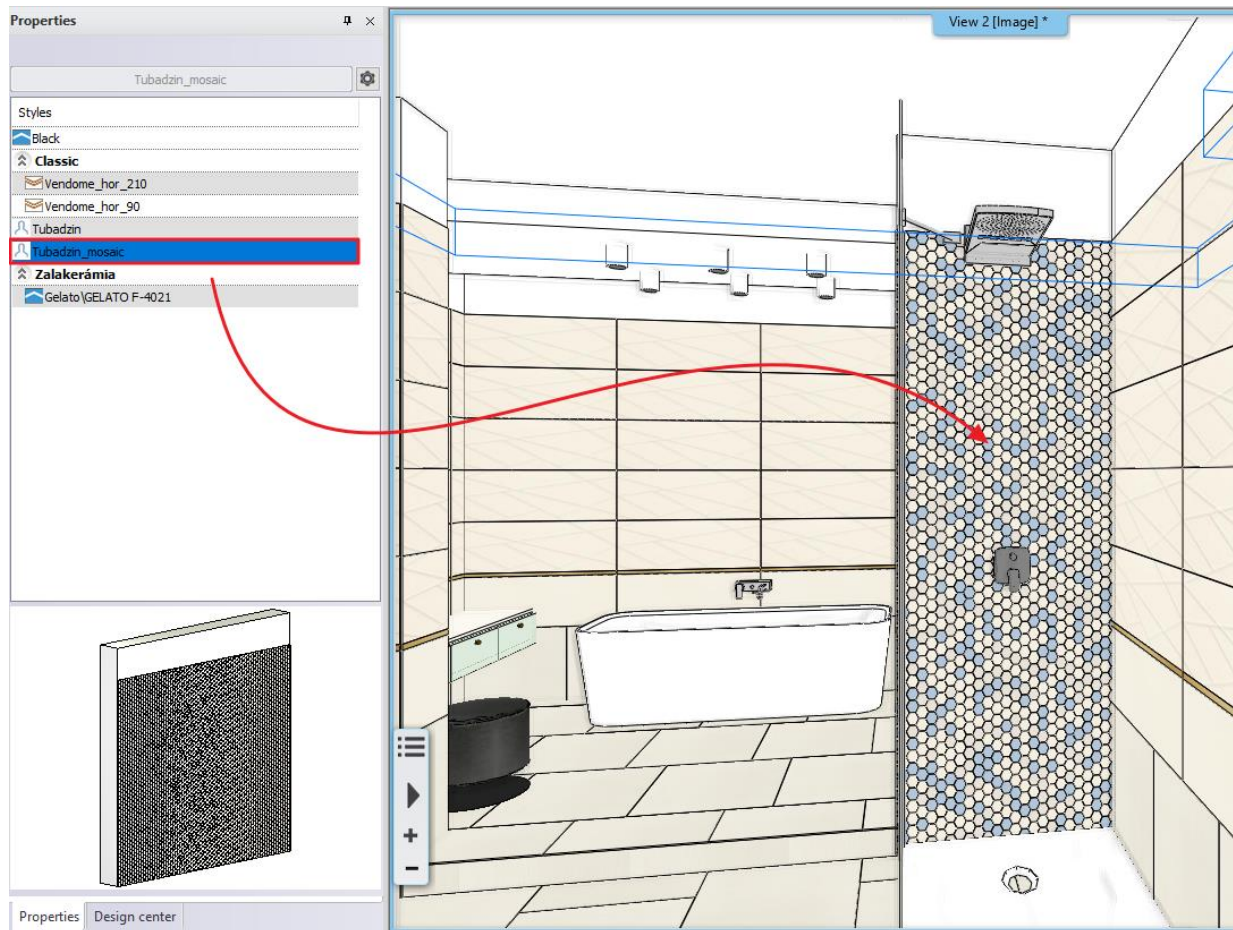 Properties
View 2 [Image] *
Tubadzin_mosaic
Styles
Black
Classic
Vendome_hor_210
Vendome_hor_90
Tubadzin
Tubadzin_mosaic
Zalakerámia
Gelato\GELATO F-4021
Properties
Design center